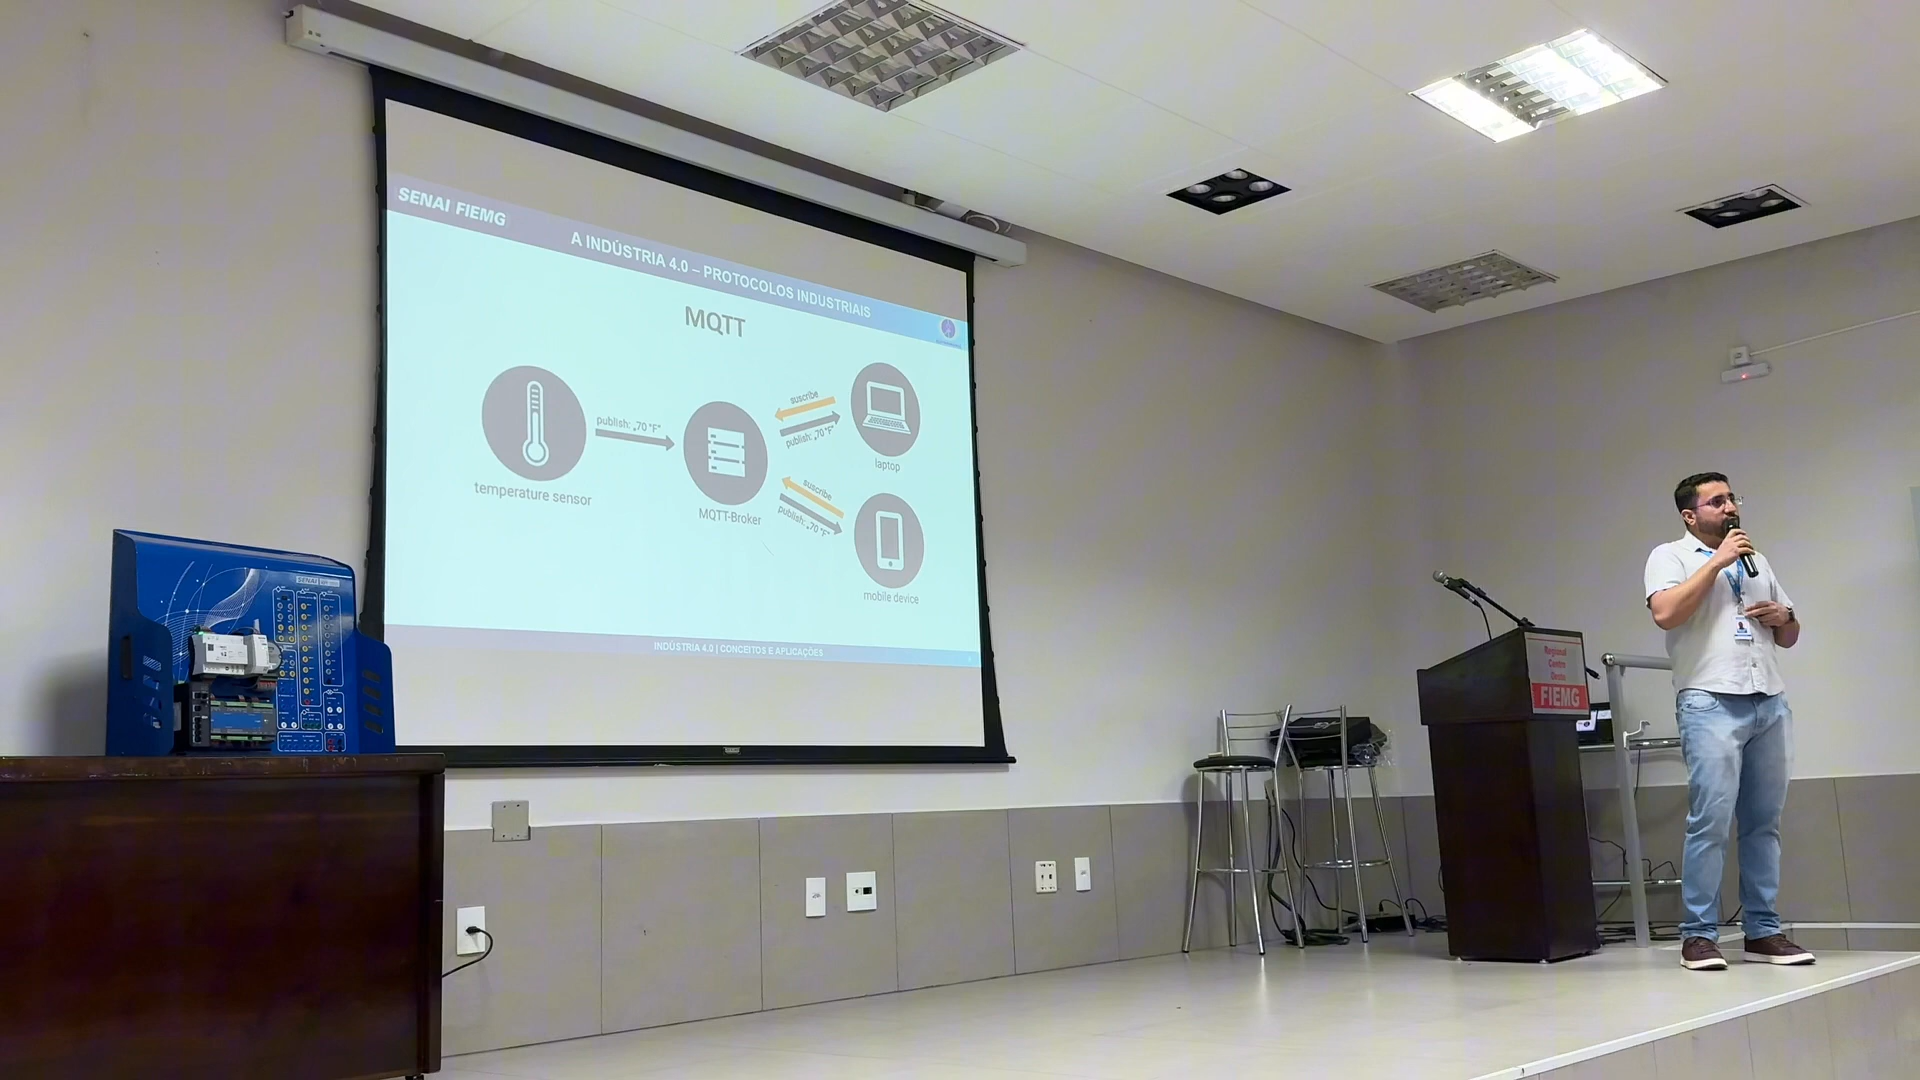 SENAI FIEMG
A INDÚSTRIA 4.0 – PROTOCOLOS INDUSTRIAIS
MQTT
publish: „70 °F“
temperature sensor
MQTT-Broker
suscribe
publish: „70 °F“
laptop
suscribe
publish: „70 °F“
mobile device
INDÚSTRIA 4.0 | CONCEITOS E APLICAÇÕES
SENAI
Regional
Centro
Oeste
FIEMG